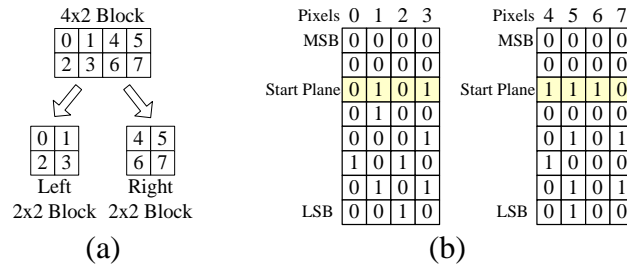 4x2 Block
0 1 4 5
2 3 6 7
0 1
2 3
Left
2x2 Block
4 5
6 7
Right
2x2 Block
(a)
Pixels 0 1 2 3
MSB 0 0 0 0
0 0 0 0
Start Plane 0 1 0 1
0 1 0 0
0 0 0 1
1 0 1 0
0 1 0 1
LSB 0 0 1 0
Pixels 4 5 6 7
MSB 0 0 0 0
0 0 0 0
Start Plane 1 1 1 0
0 0 0 0
0 1 0 1
1 0 0 0
0 1 0 1
LSB 0 1 0 0
(b)